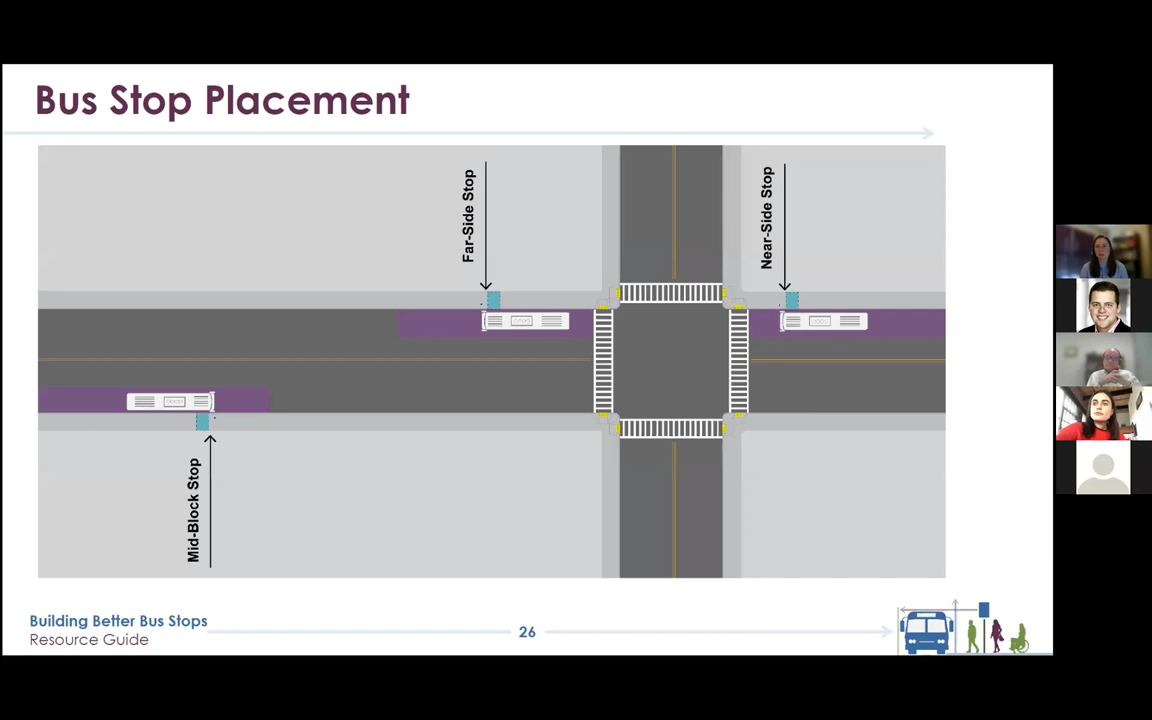 Bus Stop Placement
Far-Side Stop
Near-Side Stop
Mid-Block Stop
Building Better Bus Stops
Resource Guide
26